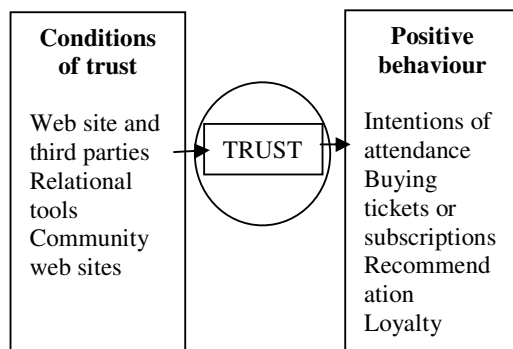 Conditions
of trust
Web site and
third parties
Relational
tools
Community
web sites
TRUST
Positive
behaviour
Intentions of
attendance
Buying
tickets or
subscriptions
Recommend
ation
Loyalty